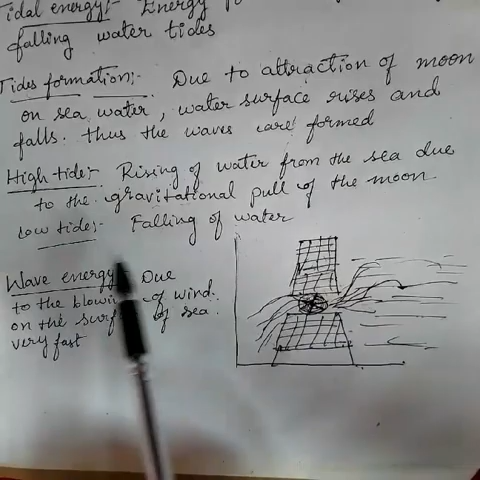 Tidal energy:- Energy
falling water tides
Tides formation:- Due to attraction of moon
on sea water, water surface rises and
falls. Thus the waves are formed
High tide:- Rising of water from the sea due
to the gravitational pull of the moon.
Low tide:- Falling of water
Wave energy Due
to the of wind.
on the of sea.
very fast